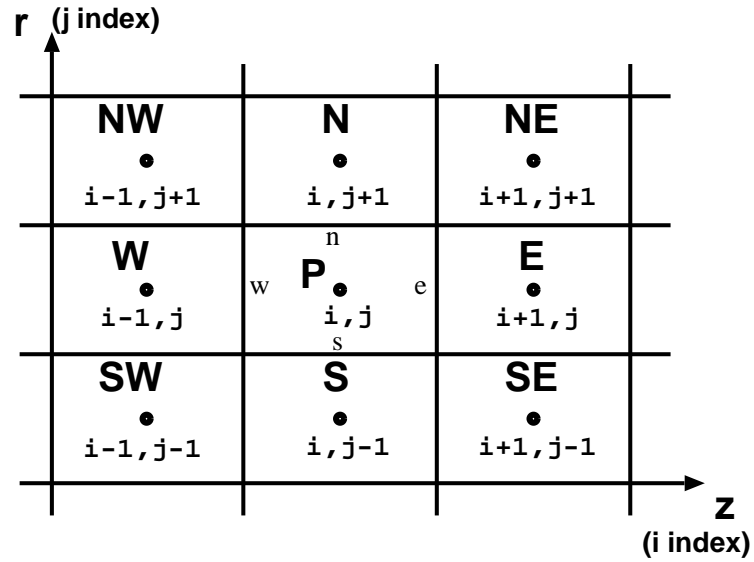 r (j index)
NW N NE
i-1,j+1 i,j+1 i+1,j+1
n
W P E
w e
i-1,j i,j i+1,j
s
SW S SE
i-1,j-1 i,j-1 i+1,j-1
z
(i index)